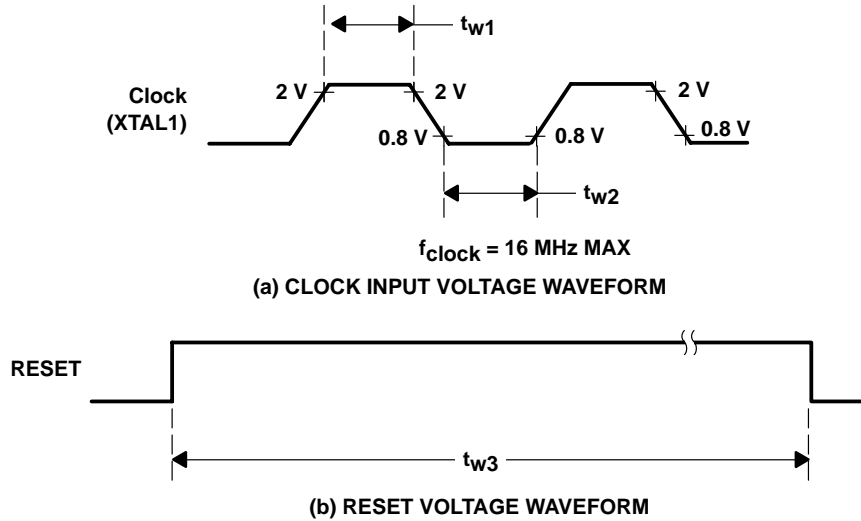 tw1
Clock
(XTAL1)
2 V
2 V
2 V
0.8 V
0.8 V
0.8 V
tw2
fclock = 16 MHz MAX
(a) CLOCK INPUT VOLTAGE WAVEFORM
RESET
tw3
(b) RESET VOLTAGE WAVEFORM